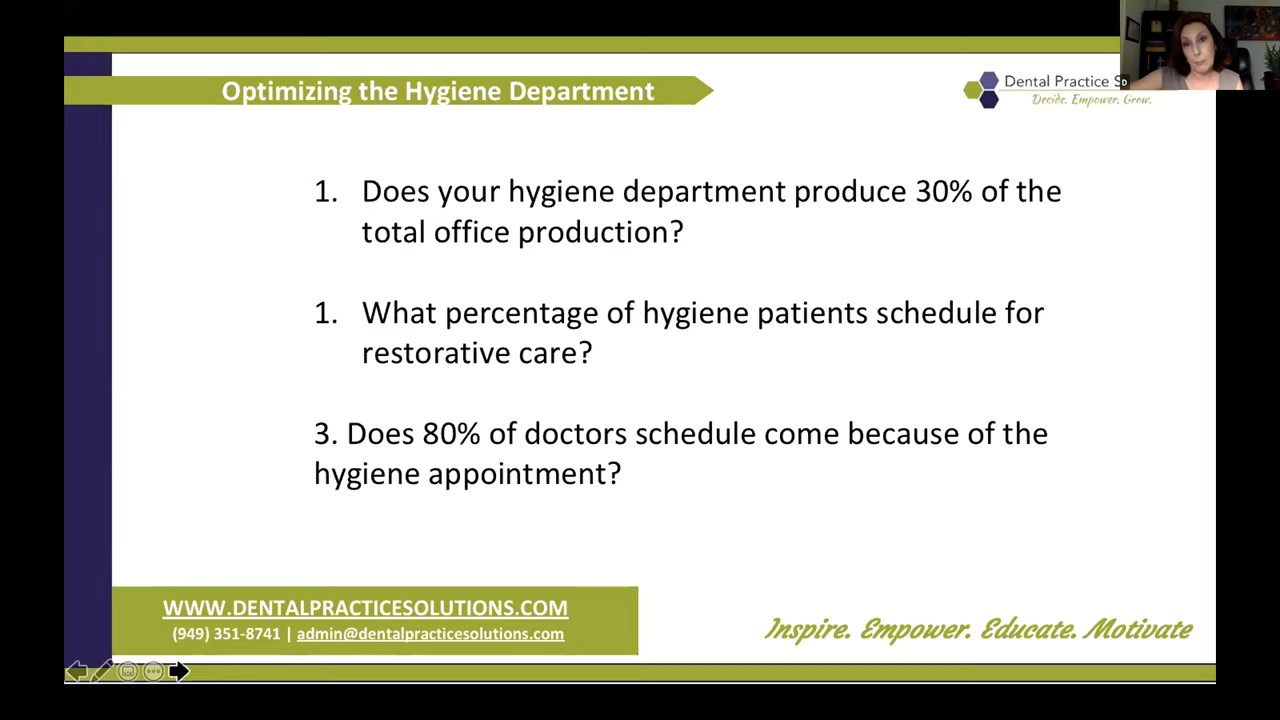 Optimizing the Hygiene Department
Dental Practice S
Decide. Empower. Grow.
1. Does your hygiene department produce 30% of the
total office production?
1. What percentage of hygiene patients schedule for
restorative care?
3. Does 80% of doctors schedule come because of the
hygiene appointment?
WWW.DENTALPRACTICESOLUTIONS.COM
(949) 351-8741 | admin@dentalpracticesolutions.com
Inspire. Empower. Educate. Motivate